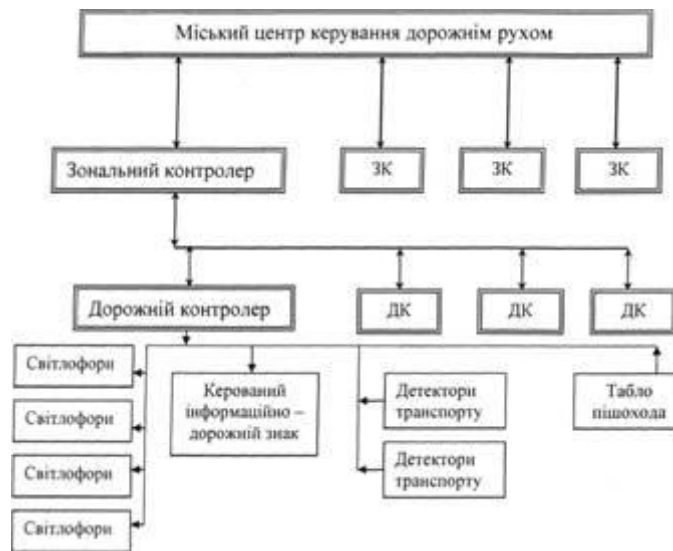 Міський центр керування дорожнім рухом
Зональний контролер
ЗК
ЗК
ЗК
Дорожній контролер
ДК
ДК
ДК
Світлофори
Світлофори
Світлофори
Світлофори
Керований
інформаційно –
дорожній знак
Детектори
транспорту
Детектори
транспорту
Табло
пішохода